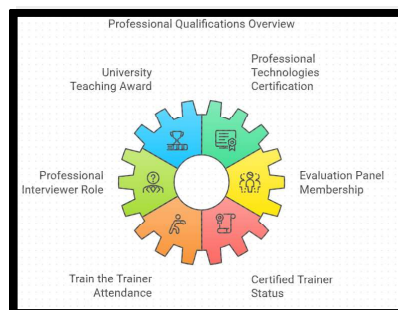 Professional Qualifications Overview
University
Teaching Award
Professional
Technologies
Certification
Professional
Interviewer Role
Evaluation Panel
Membership
Train the Trainer
Attendance
Certified Trainer
Status